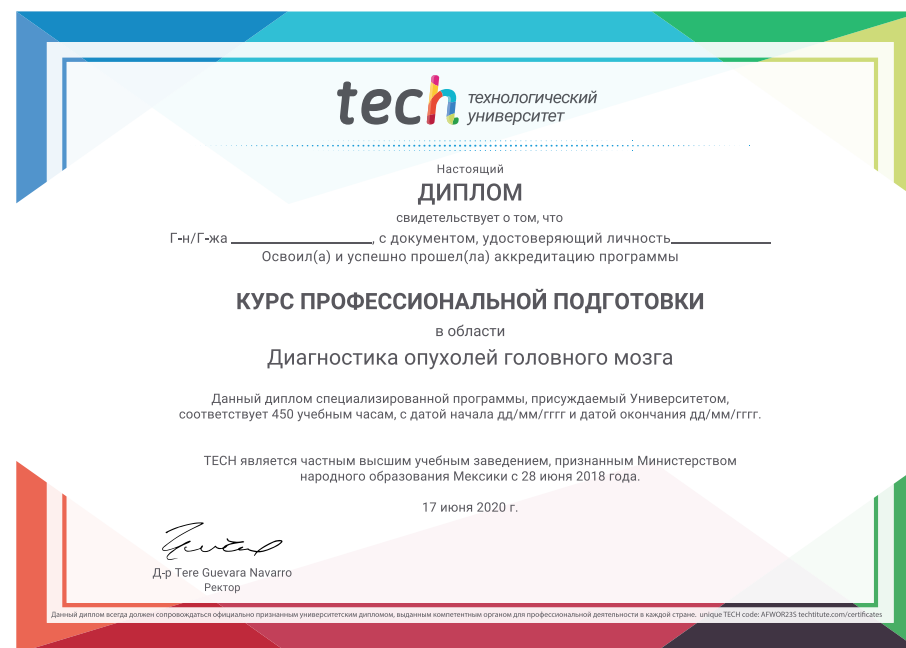 tech технологический
университет
Настоящий
ДИПЛОМ
свидетельствует о том, что
Г-н/Г-жа ____________________, с документом, удостоверяющий личность______________
Освоил(а) и успешно прошел(ла) аккредитацию программы
КУРС ПРОФЕССИОНАЛЬНОЙ ПОДГОТОВКИ
в области
Диагностика опухолей головного мозга
Данный диплом специализированной программы, присуждаемый Университетом,
соответствует 450 учебным часам, с датой начала дд/мм/гггг и датой окончания дд/мм/гггг.
TECH является частным высшим учебным заведением, признанным Министерством
народного образования Мексики с 28 июня 2018 года.
17 июня 2020 г.
Д-р Tere Guevara Navarro
Ректор
Данный диплом всегда должен сопровождаться официально признанным университетским дипломом, выданным компетентным органом для профессиональной деятельности в каждой стране. unique TECH code: AFWOR23S techtitute.com/certificates